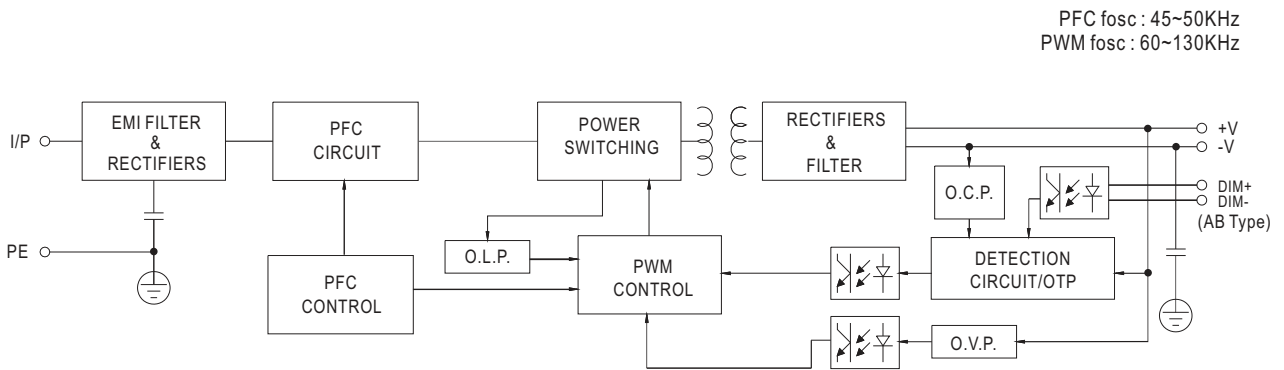 PFC fosc : 45~50KHz
PWM fosc : 60~130KHz
I/P
EMI FILTER
&
RECTIFIERS
PFC
CIRCUIT
POWER
SWITCHING
RECTIFIERS
&
FILTER
+V
-V
O.C.P.
DIM+
DIM-
(AB Type)
PE
O.L.P.
PFC
CONTROL
PWM
CONTROL
DETECTION
CIRCUIT/OTP
O.V.P.